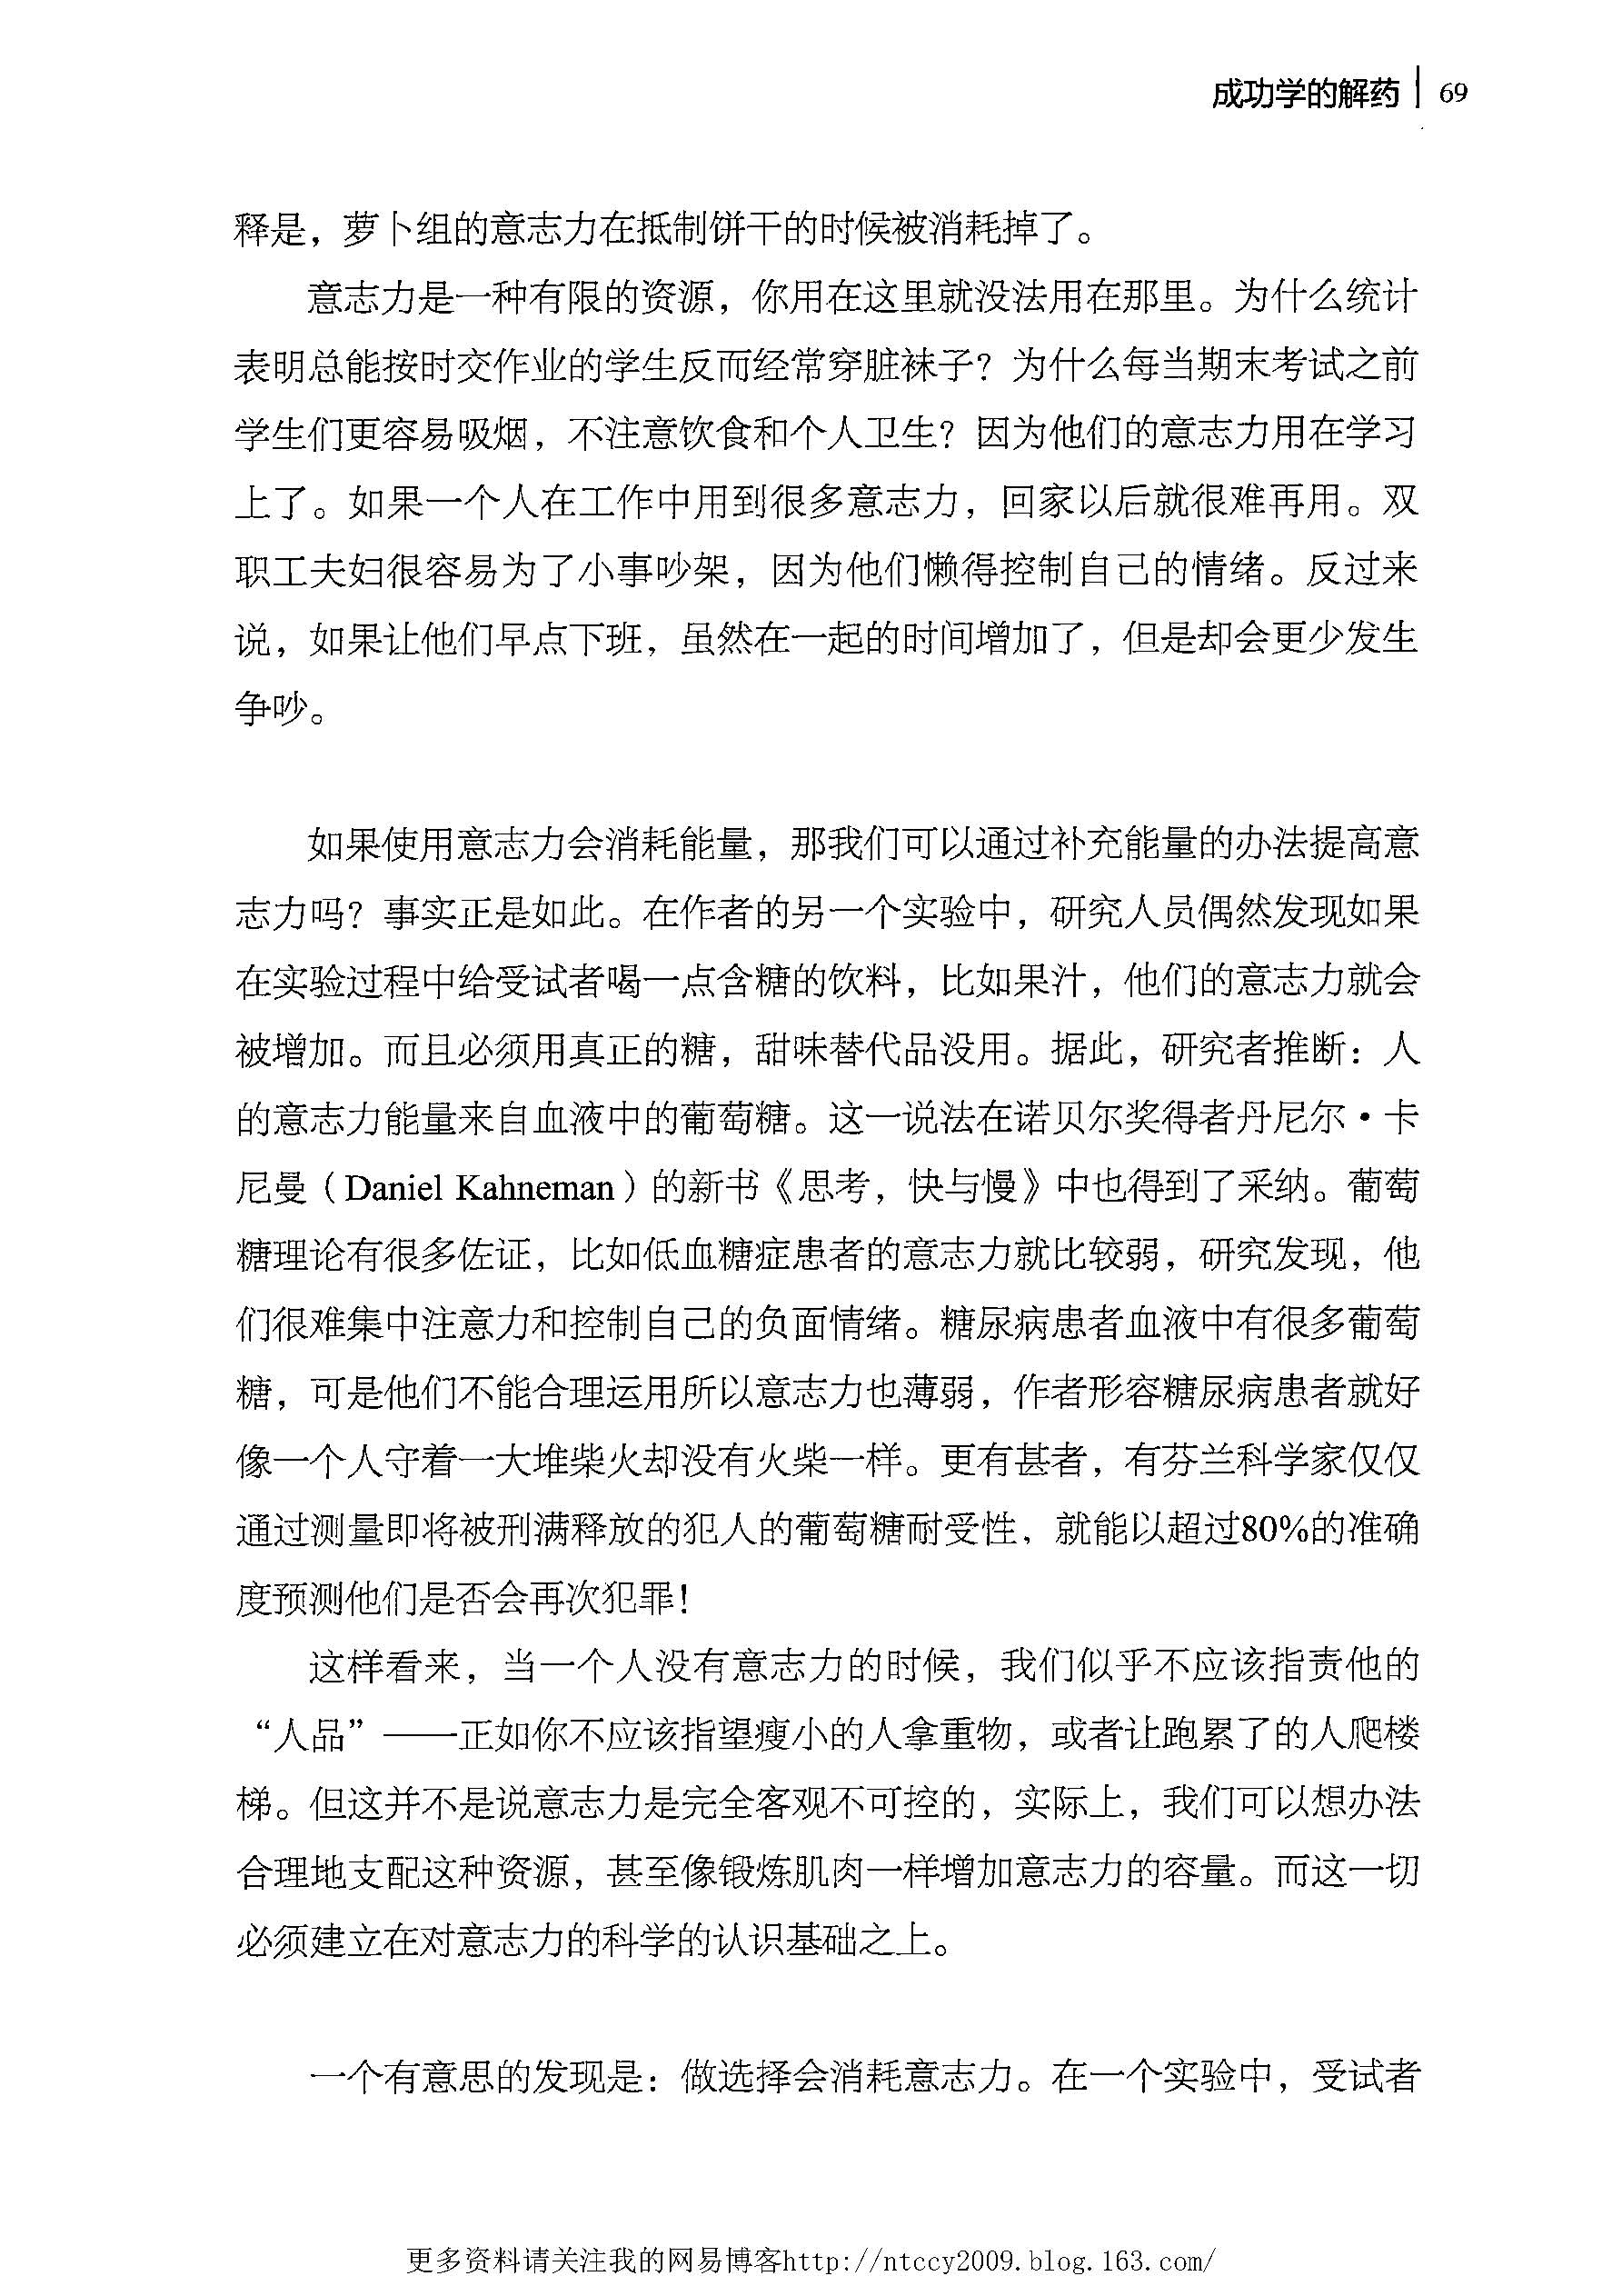 成功学的解药 | 69
释是，萝卜组的意志力在抵制饼干的时候被消耗掉了。
意志力是一种有限的资源，你用在这里就没法用在那里。为什么统计
表明总能按时交作业的学生反而经常穿脏袜子？为什么每当期末考试之前
学生们更容易吸烟，不注意饮食和个人卫生？因为他们的意志力用在学习
上了。如果一个人在工作中用到很多意志力，回家以后就很难再用。双
职工夫妇很容易为了小事吵架，因为他们懒得控制自己的情绪。反过来
说，如果让他们早点下班，虽然在一起的时间增加了，但是却会更少发生
争吵。
如果使用意志力会消耗能量，那我们可以通过补充能量的办法提高意
志力吗？事实正是如此。在作者的另一个实验中，研究人员偶然发现如果
在实验过程中给受试者喝一点含糖的饮料，比如果汁，他们的意志力就会
被增加。而且必须用真正的糖，甜味替代品没用。据此，研究者推断：人
的意志力能量来自血液中的葡萄糖。这一说法在诺贝尔奖得者丹尼尔·卡
尼曼（Daniel Kahneman）的新书《思考，快与慢》中也得到了采纳。葡萄
糖理论有很多佐证，比如低血糖症患者的意志力就比较弱，研究发现，他
们很难集中注意力和控制自己的负面情绪。糖尿病患者血液中有很多葡萄
糖，可是他们不能合理运用所以意志力也薄弱，作者形容糖尿病患者就好
像一个人守着一大堆柴火却没有火柴一样。更有甚者，有芬兰科学家仅仅
通过测量即将被刑满释放的犯人的葡萄糖耐受性，就能以超过80%的准确
度预测他们是否会再次犯罪！
这样看来，当一个人没有意志力的时候，我们似乎不应该指责他的
“人品”——正如你不应该指望瘦小的人拿重物，或者让跑累了的人爬楼
梯。但这并不是说意志力是完全客观不可控的，实际上，我们可以想办法
合理地支配这种资源，甚至像锻炼肌肉一样增加意志力的容量。而这一切
必须建立在对意志力的科学的认识基础之上。
一个有意思的发现是：做选择会消耗意志力。在一个实验中，受试者
更多资料请关注我的网易博客http://ntccy2009.blog.163.com/